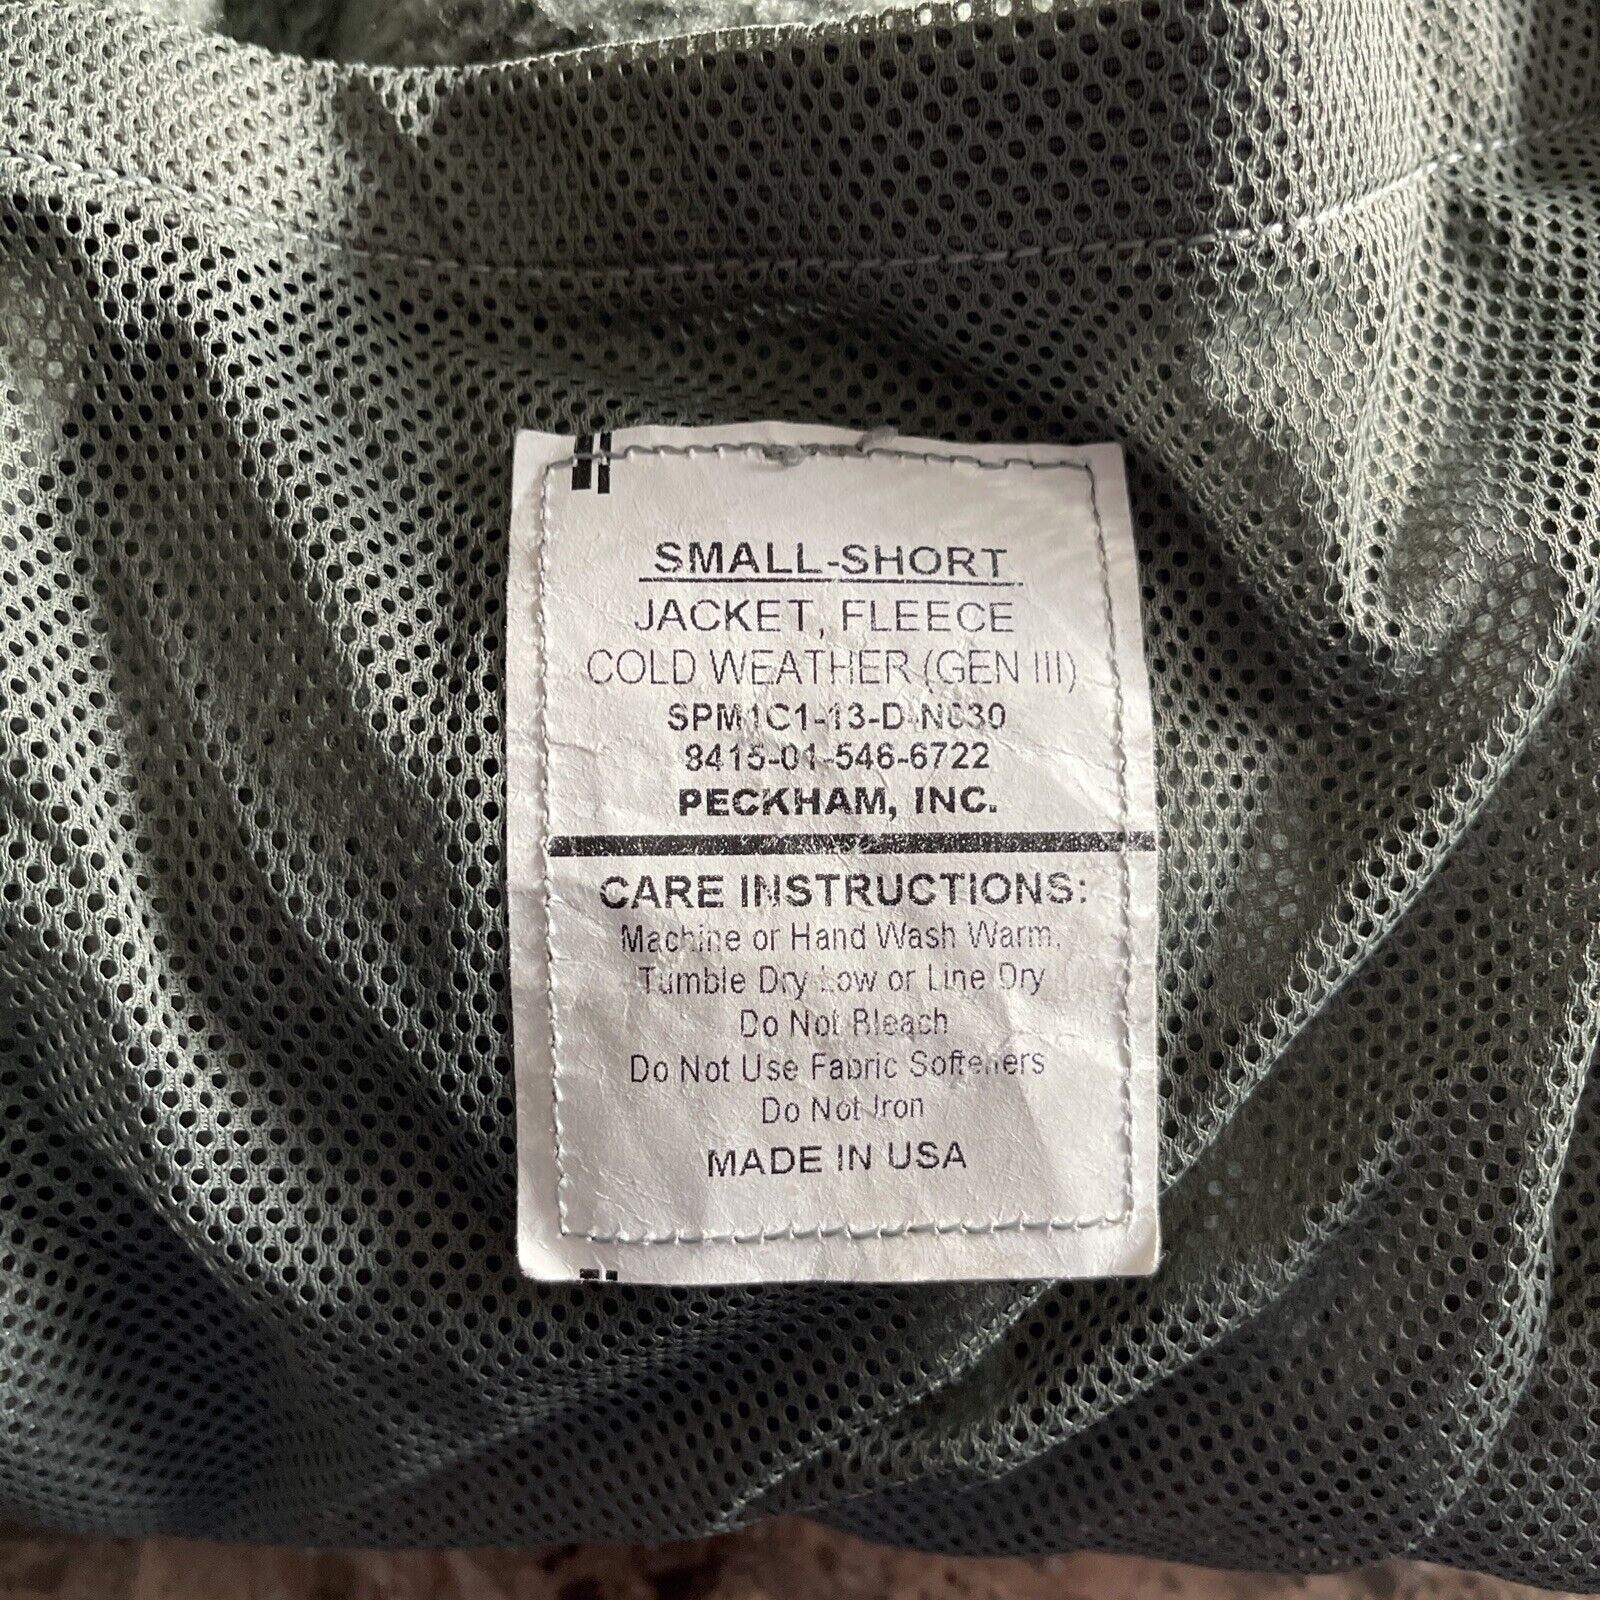 SMALL-SHORT
JACKET, FLEECE
COLD WEATHER (GEN III)
SPM1C1-13-D-N030
8415-01-546-6722
PECKHAM, INC.
CARE INSTRUCTIONS:
Machine or Hand Wash Warm,
Tumble Dry Low or Line Dry
Do Not Bleach
Do Not Use Fabric Softeners
Do Not Iron
MADE IN USA